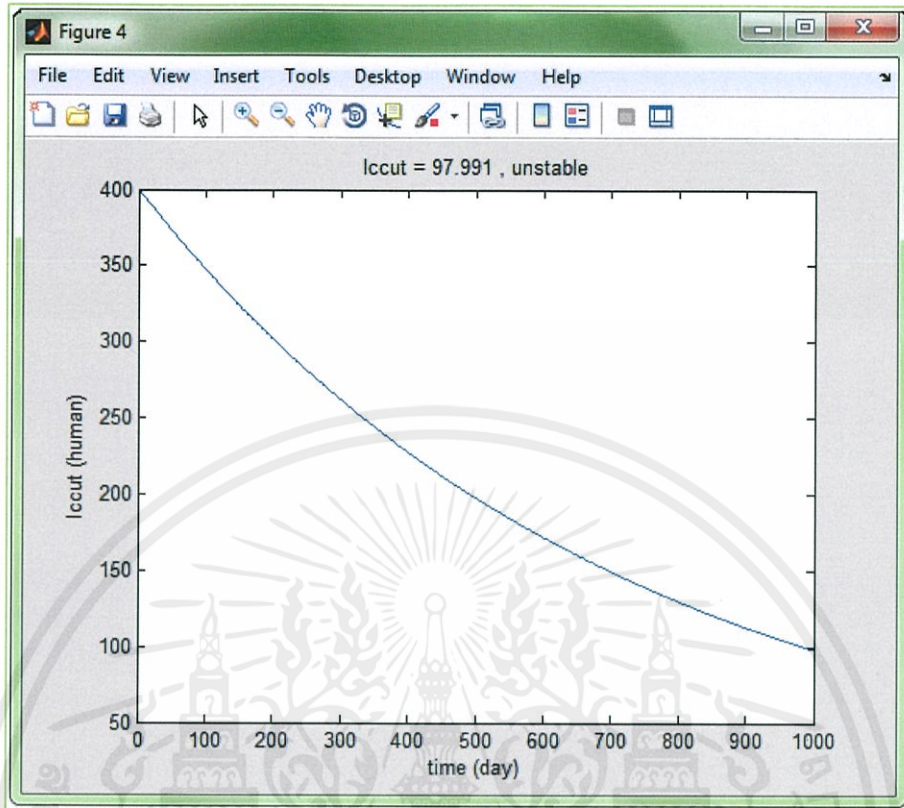 Figure 4
File Edit View Insert Tools Desktop Window Help
Iccut = 97.991 , unstable
400
350
300
250
200
150
100
50
Iccut (human)
0 100 200 300 400 500 600 700 800 900 1000
time (day)